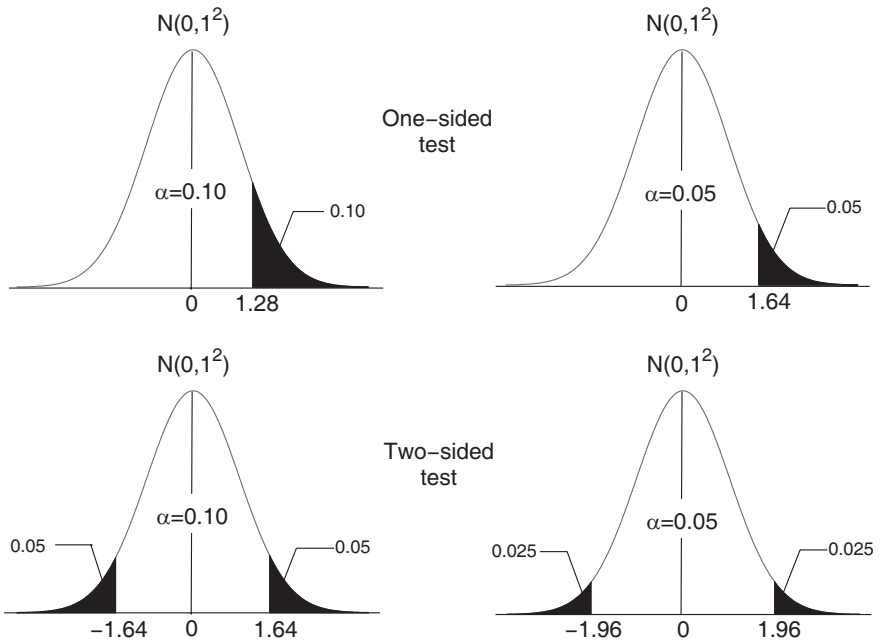 N(0,1²)
N(0,1²)
One–sided
test
α=0.10
0.10
α=0.05
0.05
0
1.28
0
1.64
N(0,1²)
N(0,1²)
Two–sided
test
α=0.10
0.05
0.05
α=0.05
0.025
0.025
−1.64
0
1.64
−1.96
0
1.96